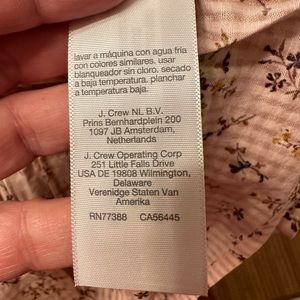 lavar a máquina con agua fría
con colores similares. usar
blanqueador sin cloro. secado
a baja temperatura. planchar
a temperatura baja.
J. Crew NL B.V.
Prins Bernhardplein 200
1097 JB Amsterdam,
Netherlands
J. Crew Operating Corp
251 Little Falls Drive
USA DE 19808 Wilmington,
Delaware
Verenidge Staten Van
Amerika
RN77388 CA56445